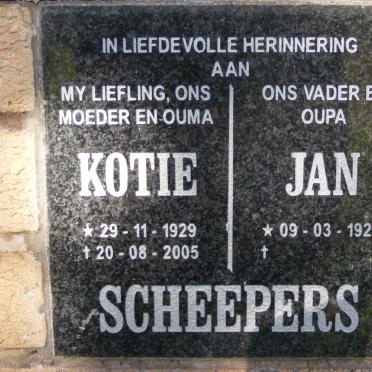 IN LIEFDEVOLLE HERINNERING
AAN
MY LIEFLING, ONS
MOEDER EN OUMA
KOTIE
★ 29 - 11 - 1929
† 20 - 08 - 2005
ONS VADER E
OUPA
JAN
★ 09 - 03 - 192
†
SCHEEPERS